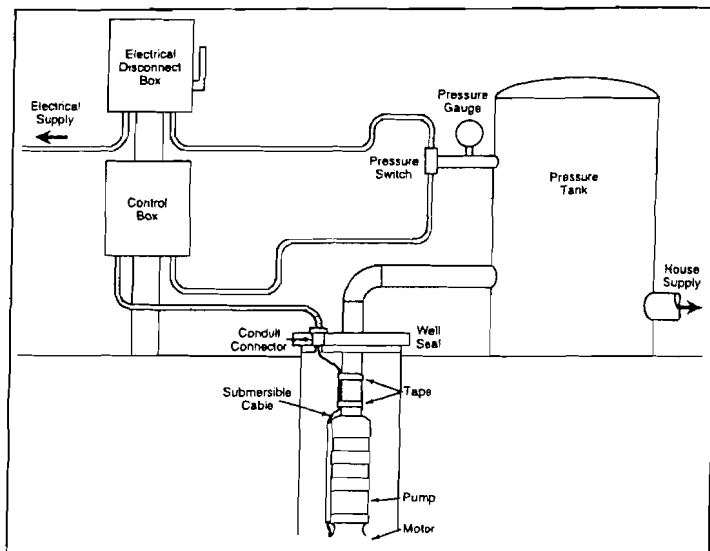 Electrical
Disconnect
Box
Electrical
Supply
Pressure
Gauge
Pressure
Switch
Pressure
Tank
Control
Box
House
Supply
Conduit
Connector
Well
Seal
Submersible
Cable
Tape
Pump
Motor